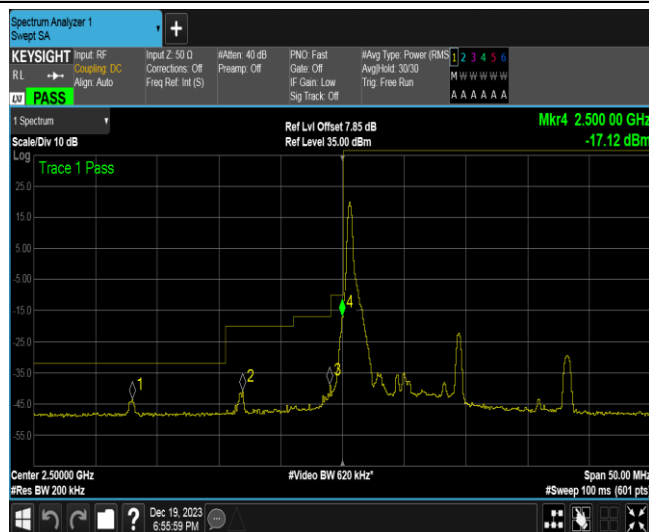 Spectrum Analyzer 1
Swept SA
KEYSIGHT
RL
LXI PASS
Input: RF
Coupling: DC
Align: Auto
Input Z: 50 Ω
Corrections: Off
Freq Ref: Int (S)
#Atten: 40 dB
Preamp: Off
PNO: Fast
Gate: Off
IF Gain: Low
Sig Track: Off
#Avg Type: Power (RMS
Avg|Hold: 30/30
Trig: Free Run
1 2 3 4 5 6
M W W W W W
A A A A A A
1 Spectrum
Scale/Div 10 dB
Ref Lvl Offset 7.85 dB
Ref Level 35.00 dBm
Mkr4 2.500 00 GHz
-17.12 dBm
Log
Trace 1 Pass
25.0
15.0
5.00
-5.00
-15.0
-25.0
-35.0
-45.0
-55.0
1
2
3
4
Center 2.50000 GHz
#Res BW 200 kHz
#Video BW 620 kHz*
Span 50.00 MHz
#Sweep 100 ms (601 pts)
?
Dec 19, 2023
6:55:59 PM